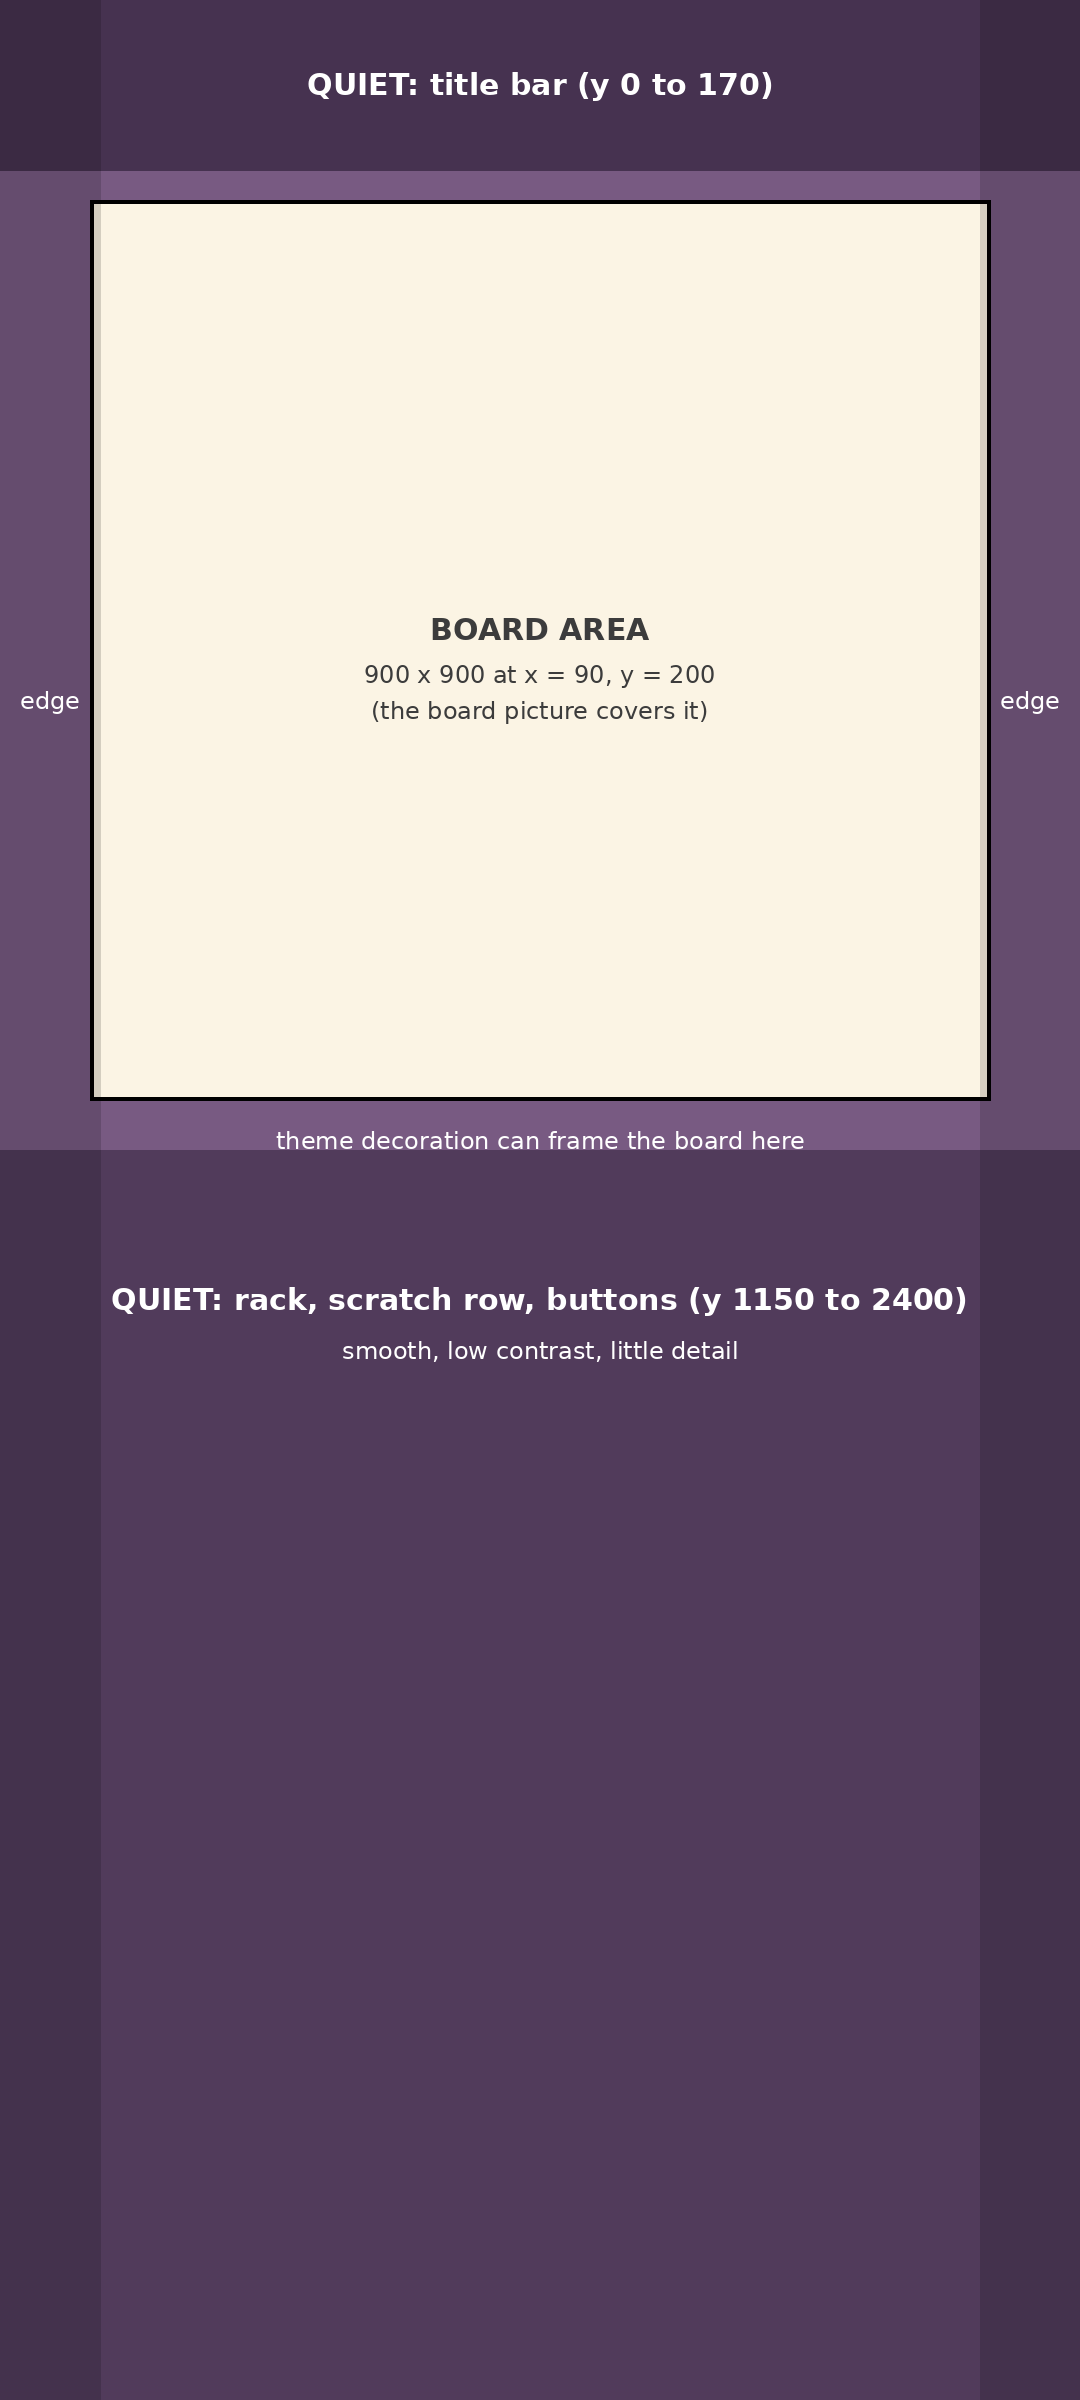 QUIET: title bar (y 0 to 170)
BOARD AREA
900 x 900 at x = 90, y = 200
(the board picture covers it)
edge
edge
theme decoration can frame the board here
QUIET: rack, scratch row, buttons (y 1150 to 2400)
smooth, low contrast, little detail